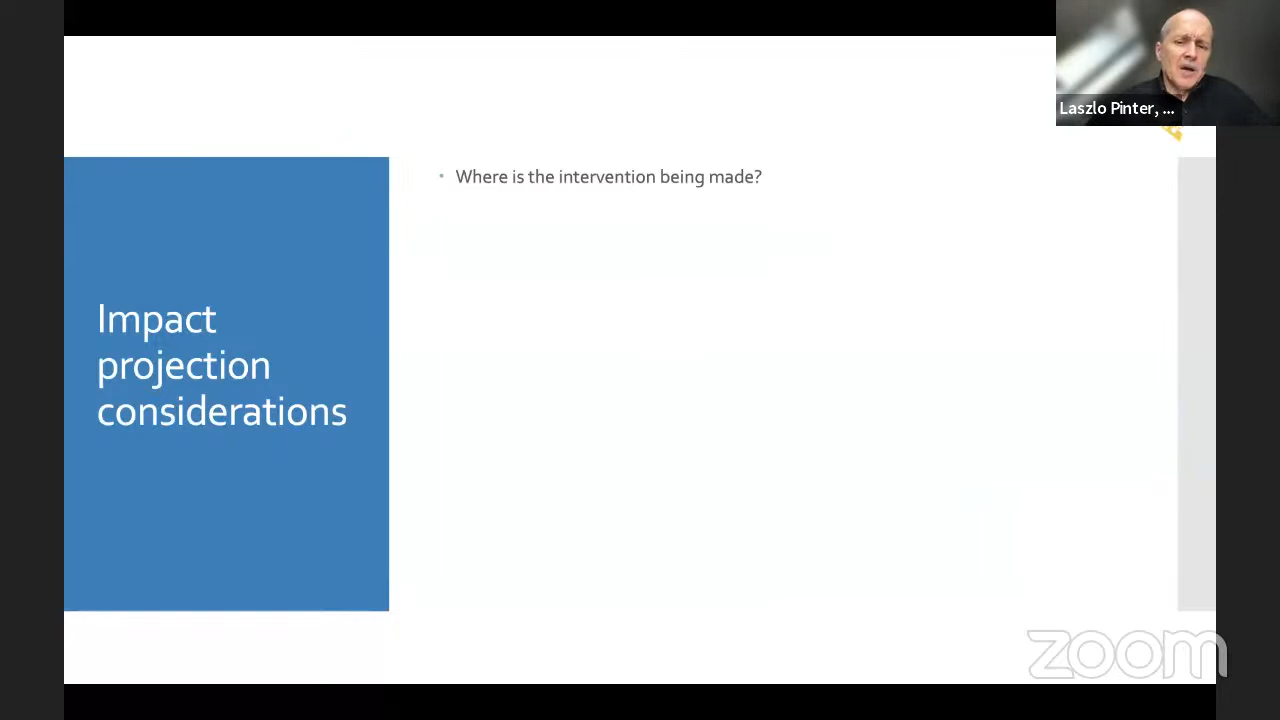 Laszlo Pinter, ...
• Where is the intervention being made?
Impact
projection
considerations
zoom